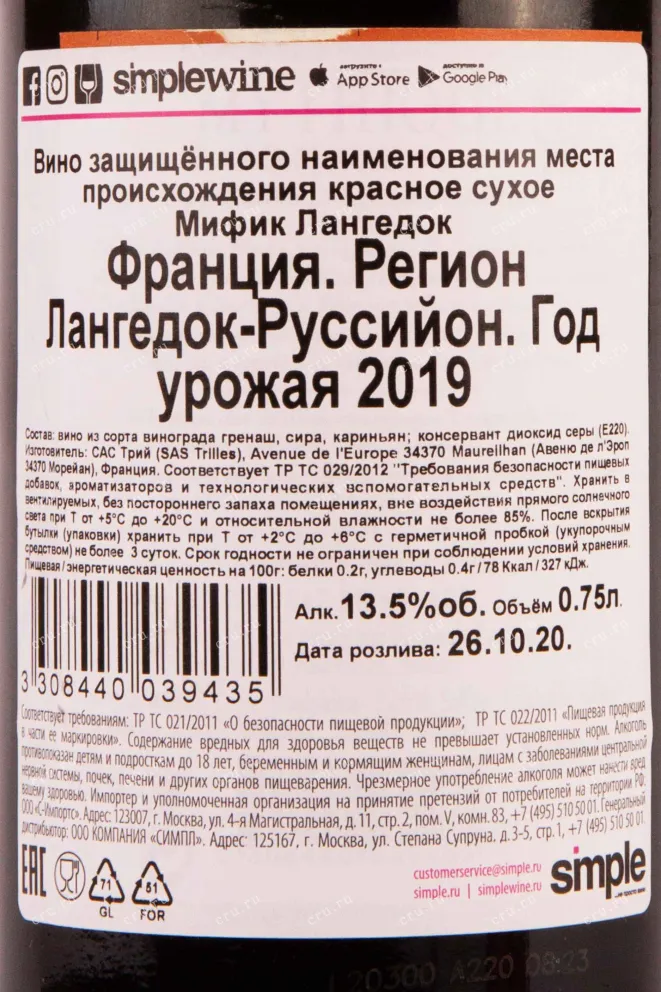 simplewine загрузите в App Store доступно в Google Play
Вино защищённого наименования места
происхождения красное сухое
Мифик Лангедок
Франция. Регион
Лангедок-Руссийон. Год
урожая 2019
Состав: вино из сорта винограда гренаш, сира, кариньян; консервант диоксид серы (Е220).
Изготовитель: САС Трий (SAS Trilles), Avenue de l'Europe 34370 Maureilhan (Авеню де л'Эроп
34370 Морейан), Франция. Соответствует ТР ТС 029/2012 "Требования безопасности пищевых
добавок, ароматизаторов и технологических вспомогательных средств". Хранить в
вентилируемых, без постороннего запаха помещениях, вне воздействия прямого солнечного
света при Т от +5°С до +20°С и относительной влажности не более 85%. После вскрытия
бутылки (упаковки) хранить при Т от +2°С до +6°С с герметичной пробкой (укупорочным
средством) не более 3 суток. Срок годности не ограничен при соблюдении условий хранения.
Пищевая/энергетическая ценность на 100г: белки 0.2г, углеводы 0.4г/78 Ккал/327 кДж.
Алк. 13.5%об. Объём 0.75л.
Дата розлива: 26.10.20.
3 308440 039435
Соответствует требованиям: ТР ТС 021/2011 «О безопасности пищевой продукции»; ТР ТС 022/2011 "Пищевая продукция
в части ее маркировки». Содержание вредных для здоровья веществ не превышает установленных норм. Алкоголь
противопоказан детям и подросткам до 18 лет, беременным и кормящим женщинам, лицам с заболеваниями центральной
нервной системы, почек, печени и других органов пищеварения. Чрезмерное употребление алкоголя может нанести вред
вашему здоровью. Импортер и уполномоченная организация на принятие претензий от потребителей на территории РФ:
ООО «С-Импортс». Адрес: 123007, г. Москва, ул. 4-я Магистральная, д. 11, стр. 2, пом. V, комн. 83, +7 (495) 510 50 01. Генеральный
дистрибьютор: ООО КОМПАНИЯ «СИМПЛ». Адрес: 125167, г. Москва, ул. Степана Супруна. д. 3-5, стр. 1, +7 (495) 510 50 01.
customerservice@simple.ru
simple.ru | simplewine.ru
simple
...не просто вино
EAC 71 51
GL FOR
L20300 A220 08:23
cru.ru